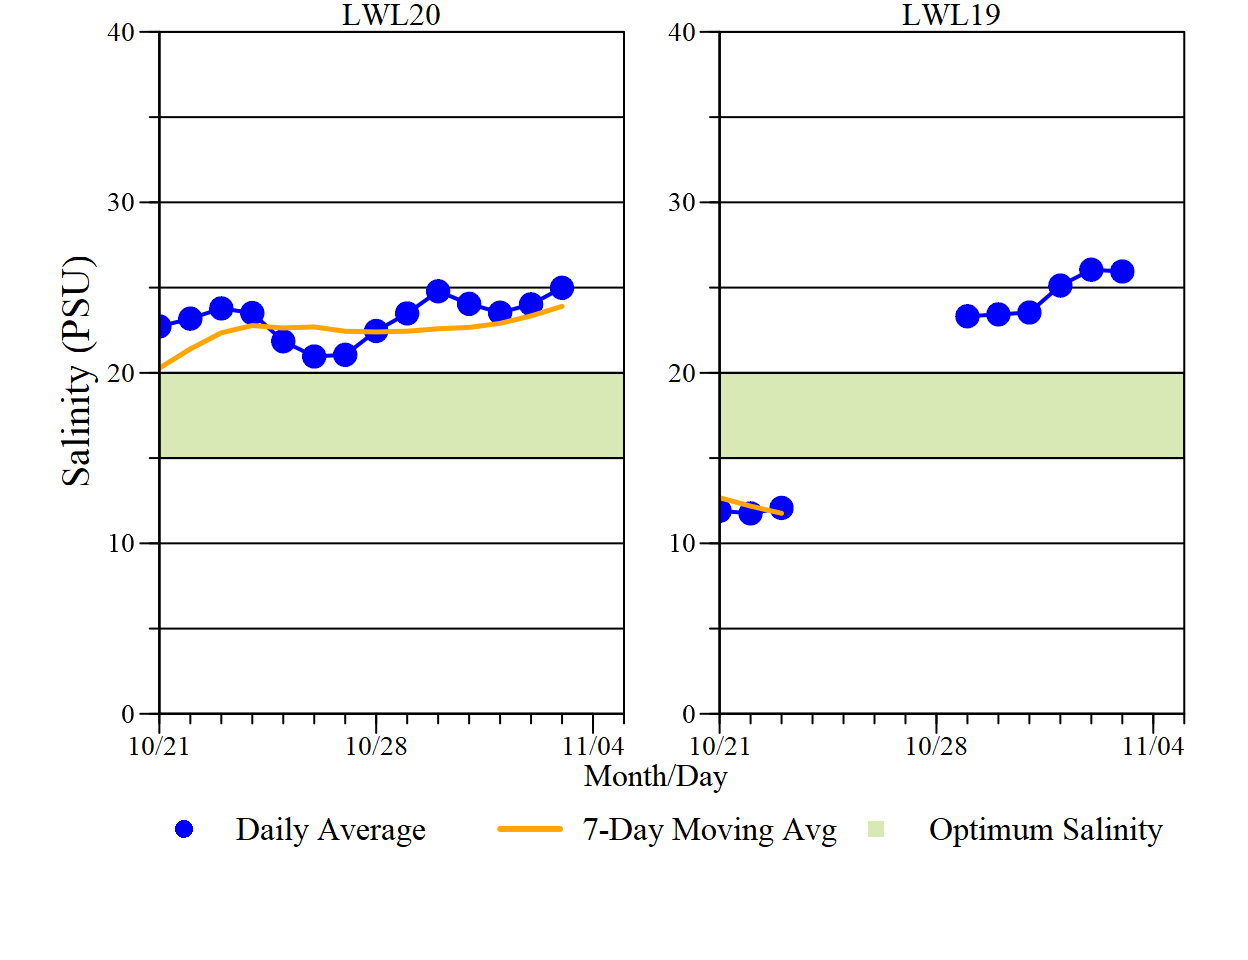 LWL20
LWL19
40
30
20
10
0
40
30
20
10
0
Salinity (PSU)
10/21
10/28
11/04
10/21
10/28
11/04
Month/Day
Daily Average
7-Day Moving Avg
Optimum Salinity